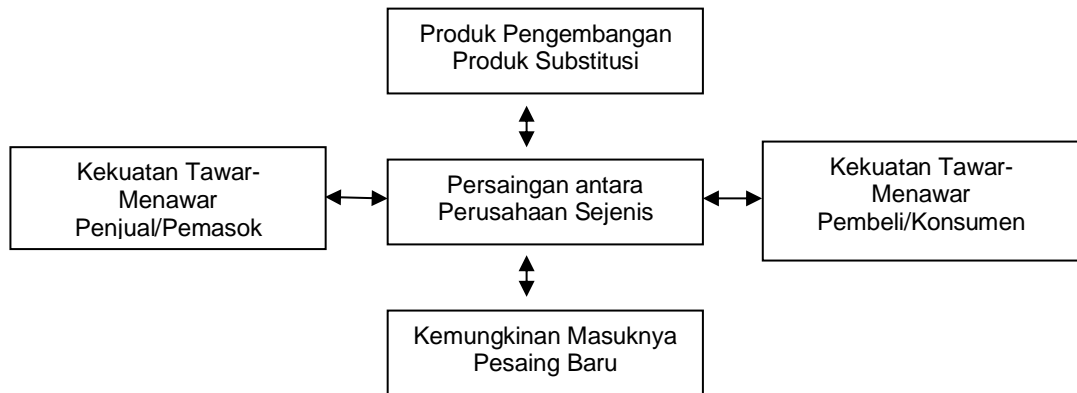 Produk Pengembangan
Produk Substitusi
Kekuatan Tawar-
Menawar
Penjual/Pemasok
Persaingan antara
Perusahaan Sejenis
Kekuatan Tawar-
Menawar
Pembeli/Konsumen
Kemungkinan Masuknya
Pesaing Baru